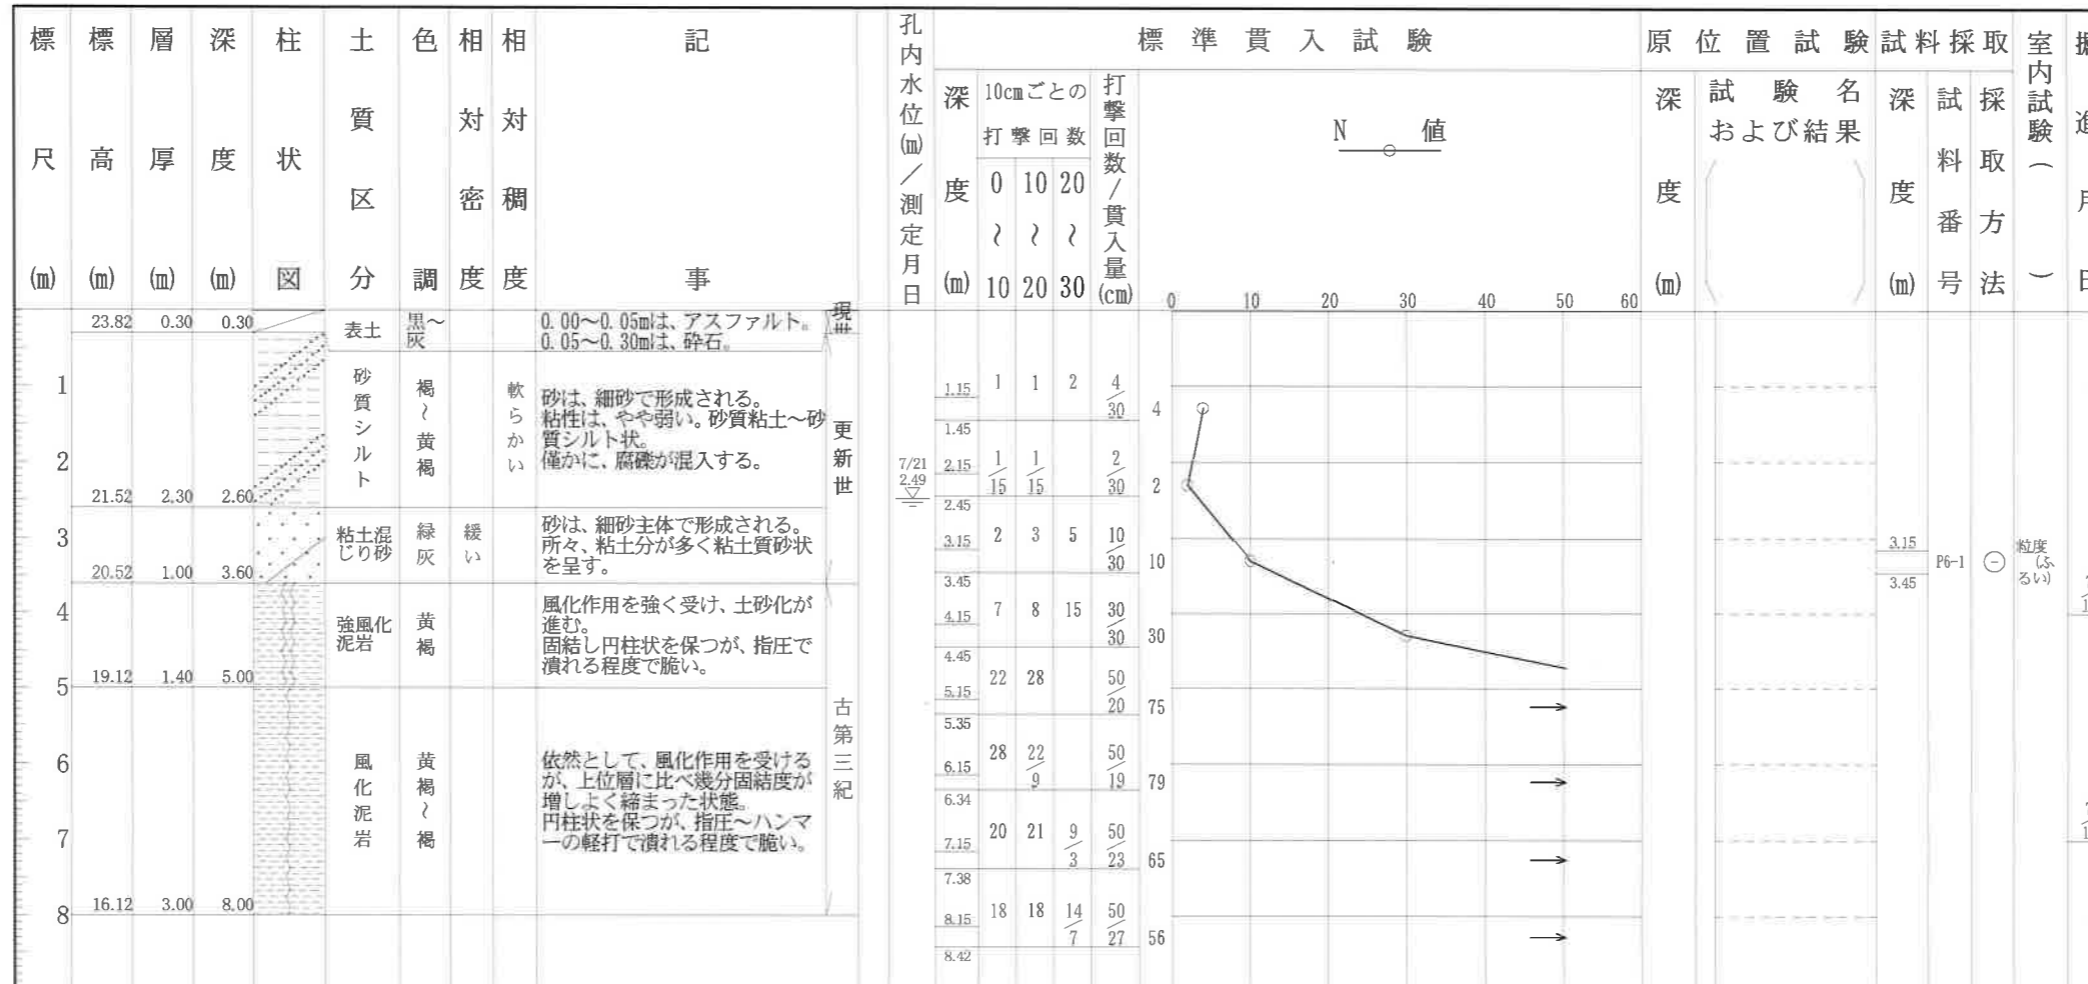 標尺(m)
標高(m)
層厚(m)
深度(m)
柱状図
土質区分
色調
相対密度
相対稠度
記事
孔内水位(m)／測定月日
標準貫入試験
深度(m)
10cmごとの
打撃回数
0〜10
10〜20
20〜30
打撃回数/貫入量(cm)
N 値
0 10 20 30 40 50 60
原位置試験
深度(m)
試験名
および結果
試料採取
深度(m)
試料番号
採取方法
室内試験（ ）
23.82 0.30 0.30
表土
黒〜
灰
0.00〜0.05mは、アスファルト。
0.05〜0.30mは、砕石。
現世
1
2
21.52 2.30 2.60
砂質シルト
褐〜黄褐
軟らかい
砂は、細砂で形成される。
粘性は、やや弱い。砂質粘土〜砂
質シルト状。
僅かに、腐礫が混入する。
更新世
7/21
2.49
3
20.52 1.00 3.60
粘土混
じり砂
緑灰
緩い
砂は、細砂主体で形成される。
所々、粘土分が多く粘土質砂状
を呈す。
4
19.12 1.40 5.00
強風化
泥岩
黄褐
風化作用を強く受け、土砂化が
進む。
固結し円柱状を保つが、指圧で
潰れる程度で脆い。
古第三紀
5
6
7
8
16.12 3.00 8.00
風化泥岩
黄褐〜褐
依然として、風化作用を受ける
が、上位層に比べ幾分固結度が
増しよく締まった状態。
円柱状を保つが、指圧〜ハンマ
ーの軽打で潰れる程度で脆い。
1.15 1 1 2 4/30 4
1.45
2.15 1/15 1/15 2/30 2
2.45
3.15 2 3 5 10/30 10
3.45
4.15 7 8 15 30/30 30
4.45
5.15 22 28 50/20 75
5.35
6.15 28 22/9 50/19 79
6.34
7.15 20 21 9/3 50/23 65
7.38
8.15 18 18 14/7 50/27 56
8.42
3.15
3.45
P6-1
粒度
(ふ
るい)